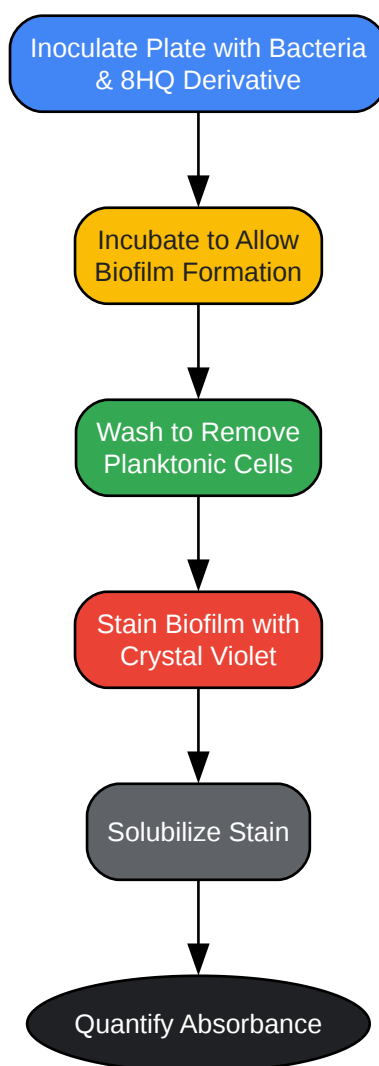 Inoculate Plate with Bacteria
& 8HQ Derivative
Incubate to Allow
Biofilm Formation
Wash to Remove
Planktonic Cells
Stain Biofilm with
Crystal Violet
Solubilize Stain
Quantify Absorbance